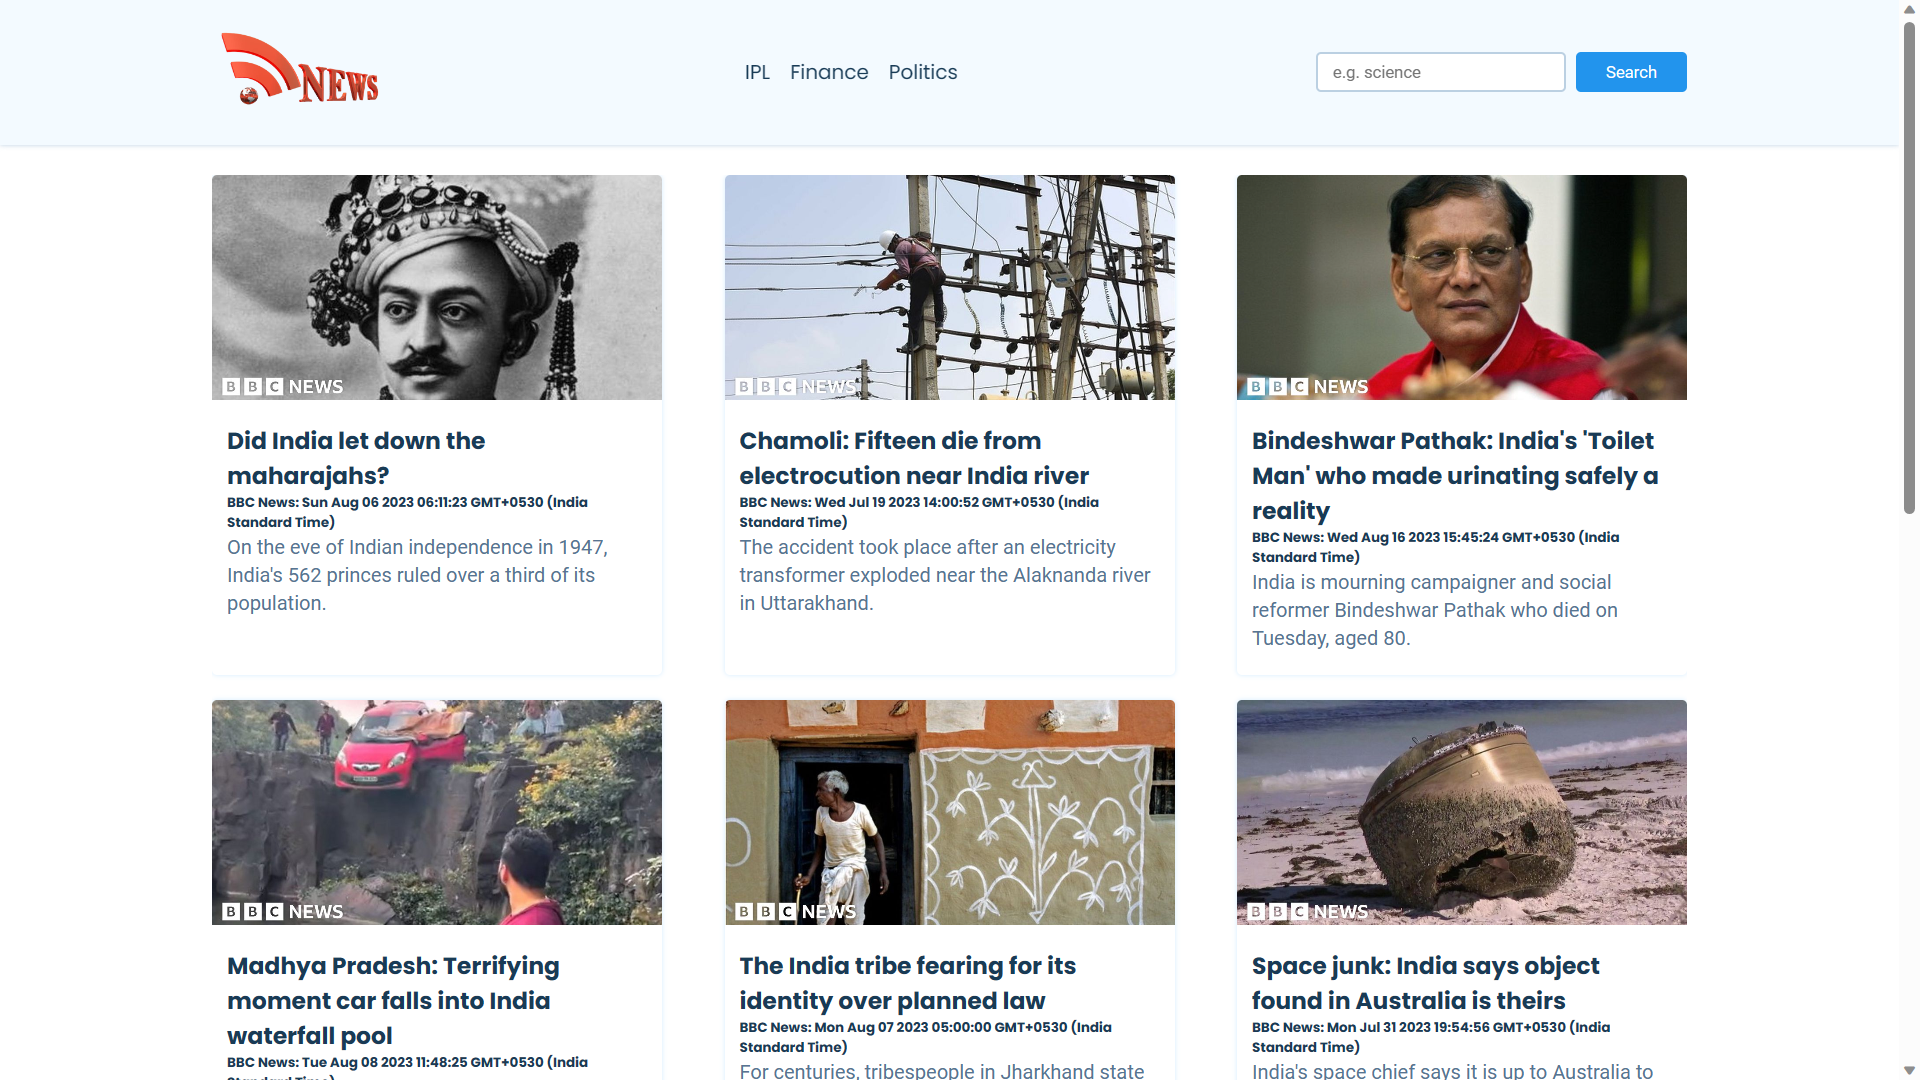 NEWS
IPL Finance Politics
e.g. science
Search
BBC NEWS
Did India let down the
maharajahs?
BBC News: Sun Aug 06 2023 06:11:23 GMT+0530 (India
Standard Time)
On the eve of Indian independence in 1947,
India's 562 princes ruled over a third of its
population.
BBC NEWS
Chamoli: Fifteen die from
electrocution near India river
BBC News: Wed Jul 19 2023 14:00:52 GMT+0530 (India
Standard Time)
The accident took place after an electricity
transformer exploded near the Alaknanda river
in Uttarakhand.
BBC NEWS
Bindeshwar Pathak: India's 'Toilet
Man' who made urinating safely a
reality
BBC News: Wed Aug 16 2023 15:45:24 GMT+0530 (India
Standard Time)
India is mourning campaigner and social
reformer Bindeshwar Pathak who died on
Tuesday, aged 80.
BBC NEWS
Madhya Pradesh: Terrifying
moment car falls into India
waterfall pool
BBC News: Tue Aug 08 2023 11:48:25 GMT+0530 (India
Standard Time)
BBC NEWS
The India tribe fearing for its
identity over planned law
BBC News: Mon Aug 07 2023 05:00:00 GMT+0530 (India
Standard Time)
For centuries, tribespeople in Jharkhand state
BBC NEWS
Space junk: India says object
found in Australia is theirs
BBC News: Mon Jul 31 2023 19:54:56 GMT+0530 (India
Standard Time)
India's space chief says it is up to Australia to